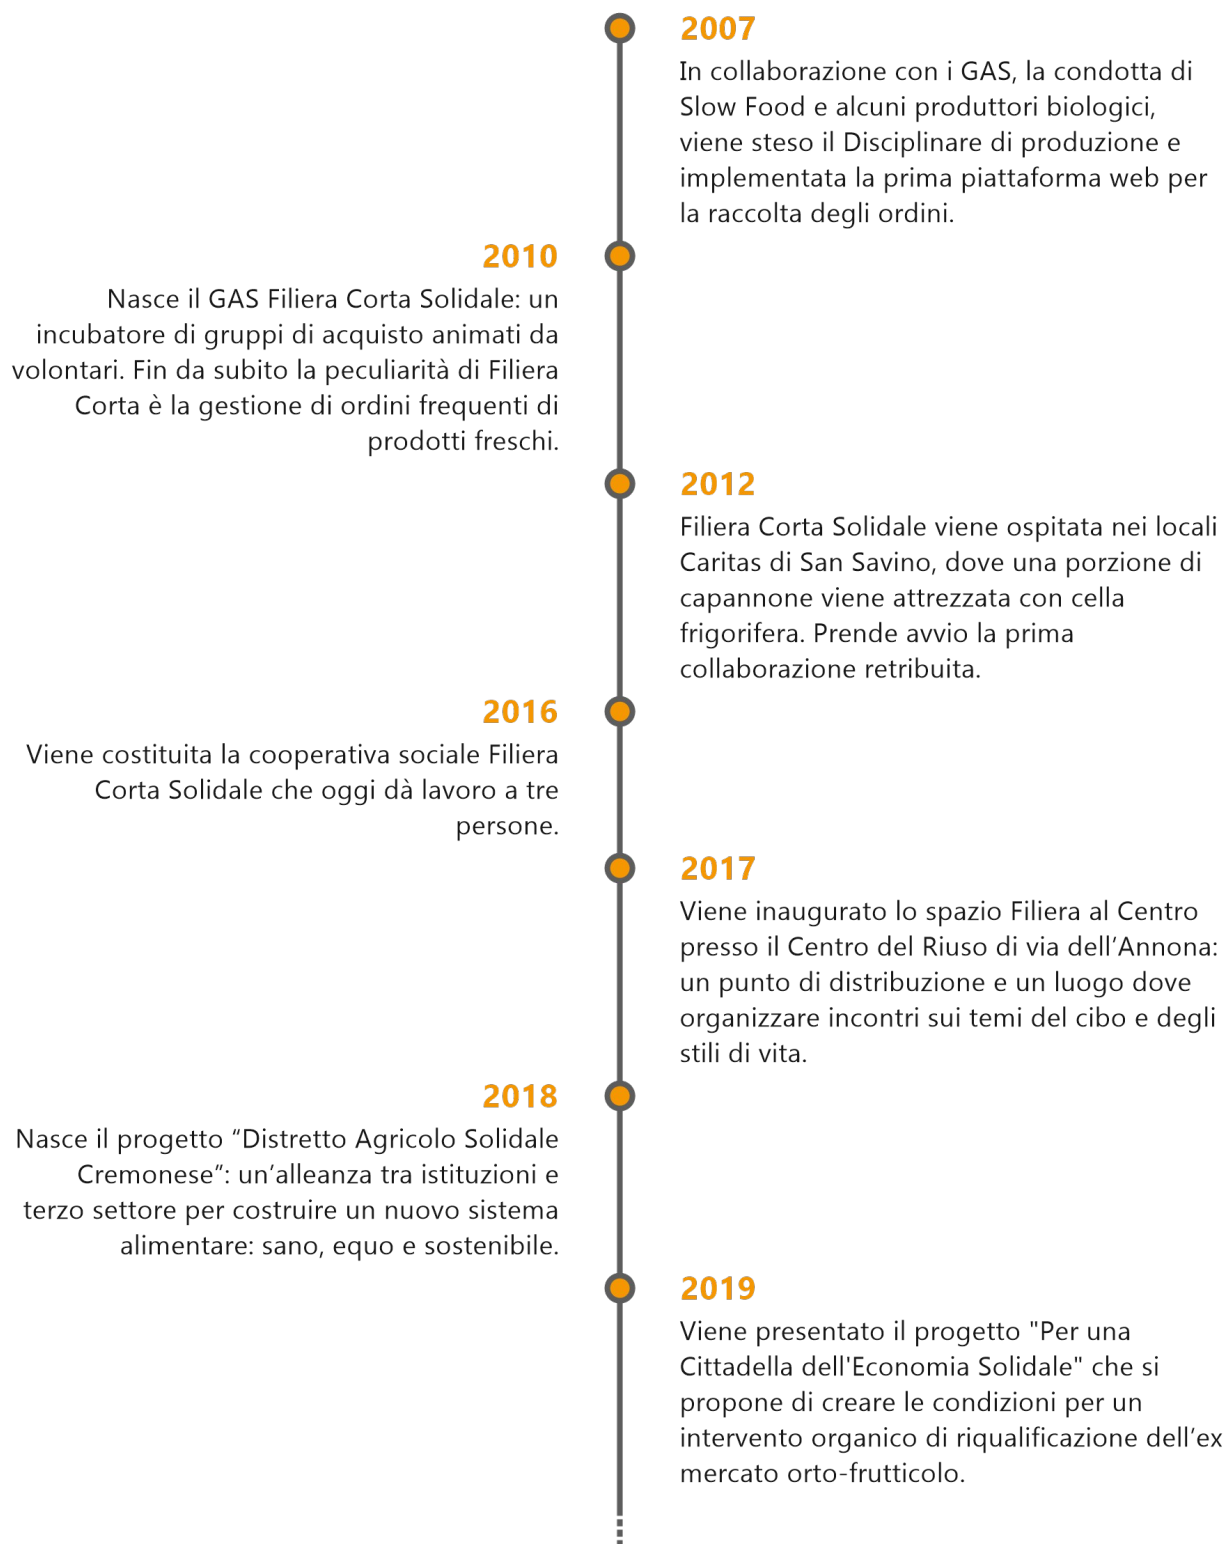 2007
In collaborazione con i GAS, la condotta di
Slow Food e alcuni produttori biologici,
viene steso il Disciplinare di produzione e
implementata la prima piattaforma web per
la raccolta degli ordini.
2010
Nasce il GAS Filiera Corta Solidale: un
incubatore di gruppi di acquisto animati da
volontari. Fin da subito la peculiarità di Filiera
Corta è la gestione di ordini frequenti di
prodotti freschi.
2012
Filiera Corta Solidale viene ospitata nei locali
Caritas di San Savino, dove una porzione di
capannone viene attrezzata con cella
frigorifera. Prende avvio la prima
collaborazione retribuita.
2016
Viene costituita la cooperativa sociale Filiera
Corta Solidale che oggi dà lavoro a tre
persone.
2017
Viene inaugurato lo spazio Filiera al Centro
presso il Centro del Riuso di via dell’Annona:
un punto di distribuzione e un luogo dove
organizzare incontri sui temi del cibo e degli
stili di vita.
2018
Nasce il progetto “Distretto Agricolo Solidale
Cremonese”: un’alleanza tra istituzioni e
terzo settore per costruire un nuovo sistema
alimentare: sano, equo e sostenibile.
2019
Viene presentato il progetto "Per una
Cittadella dell'Economia Solidale" che si
propone di creare le condizioni per un
intervento organico di riqualificazione dell’ex
mercato orto-frutticolo.